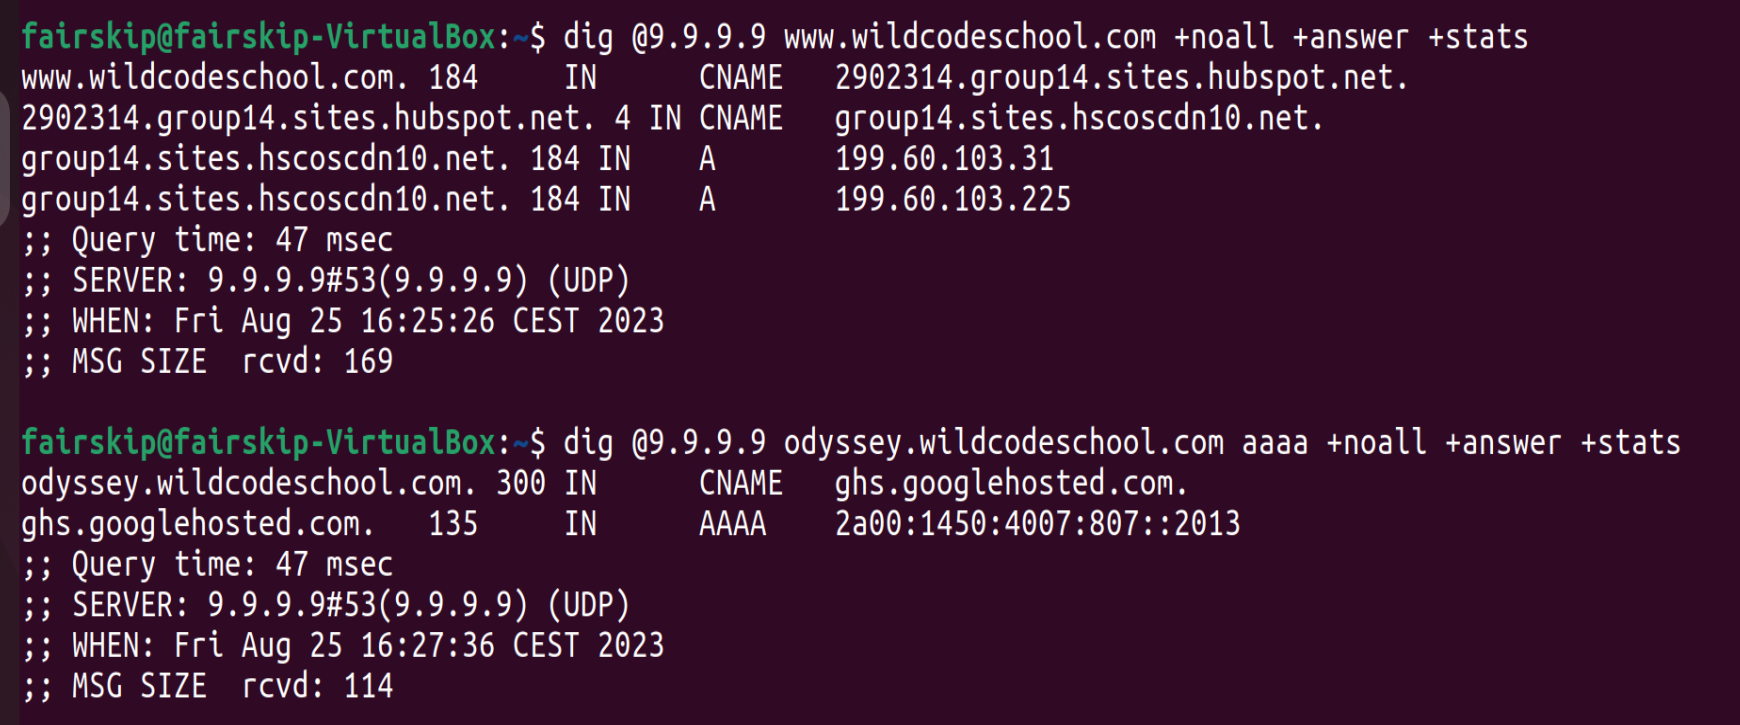 fairskip@fairskip-VirtualBox:~$ dig @9.9.9.9 www.wildcodeschool.com +noall +answer +stats
www.wildcodeschool.com. 184     IN      CNAME   2902314.group14.sites.hubspot.net.
2902314.group14.sites.hubspot.net. 4 IN CNAME   group14.sites.hscoscdn10.net.
group14.sites.hscoscdn10.net. 184 IN    A       199.60.103.31
group14.sites.hscoscdn10.net. 184 IN    A       199.60.103.225
;; Query time: 47 msec
;; SERVER: 9.9.9.9#53(9.9.9.9) (UDP)
;; WHEN: Fri Aug 25 16:25:26 CEST 2023
;; MSG SIZE  rcvd: 169
fairskip@fairskip-VirtualBox:~$ dig @9.9.9.9 odyssey.wildcodeschool.com aaaa +noall +answer +stats
odyssey.wildcodeschool.com. 300 IN      CNAME   ghs.googlehosted.com.
ghs.googlehosted.com.   135     IN      AAAA    2a00:1450:4007:807::2013
;; Query time: 47 msec
;; SERVER: 9.9.9.9#53(9.9.9.9) (UDP)
;; WHEN: Fri Aug 25 16:27:36 CEST 2023
;; MSG SIZE  rcvd: 114